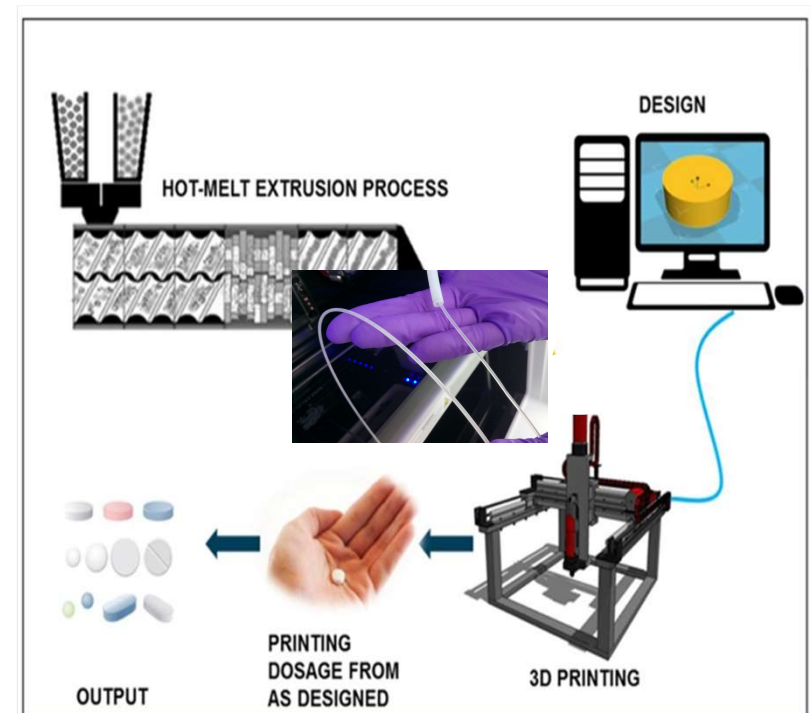 DESIGN
HOT-MELT EXTRUSION PROCESS
3D PRINTING
PRINTING
DOSAGE FROM
AS DESIGNED
OUTPUT